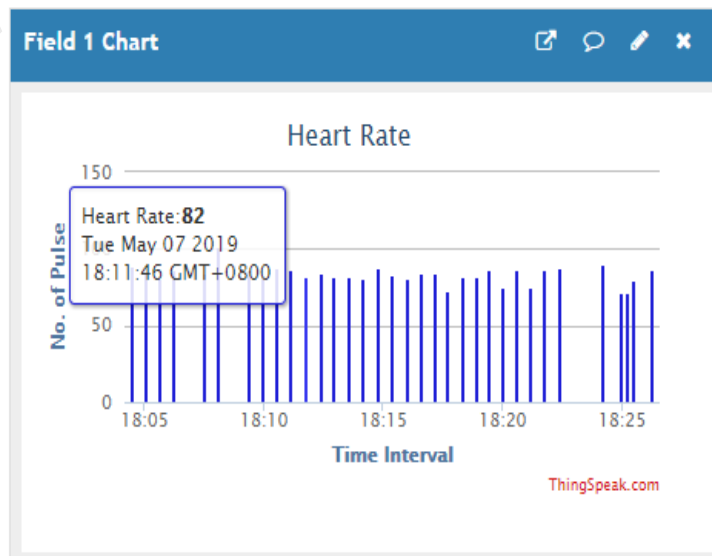 Field 1 Chart
Heart Rate
150
Heart Rate:82
Tue May 07 2019
18:11:46 GMT+0800
No. of Pulse
50
0
18:05 18:10 18:15 18:20 18:25
Time Interval
ThingSpeak.com